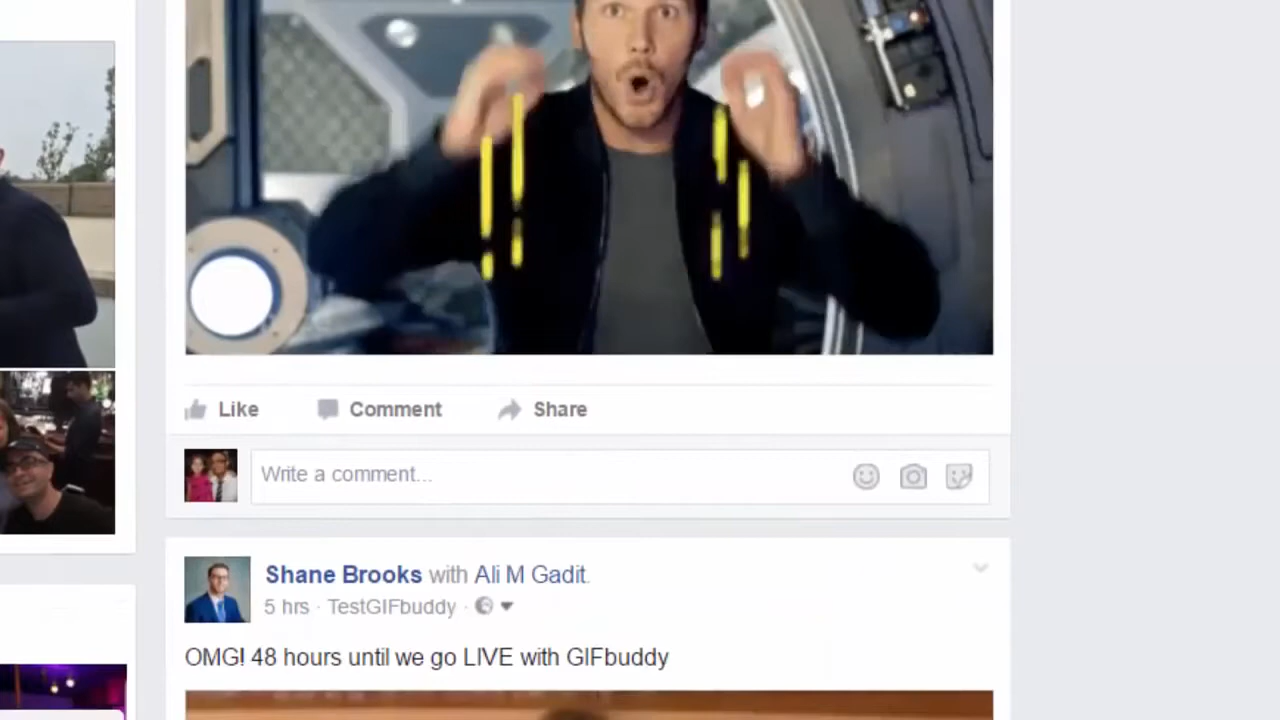 Like Comment Share
Write a comment...
Shane Brooks with Ali M Gadit.
5 hrs · TestGIFbuddy ·
OMG! 48 hours until we go LIVE with GIFbuddy